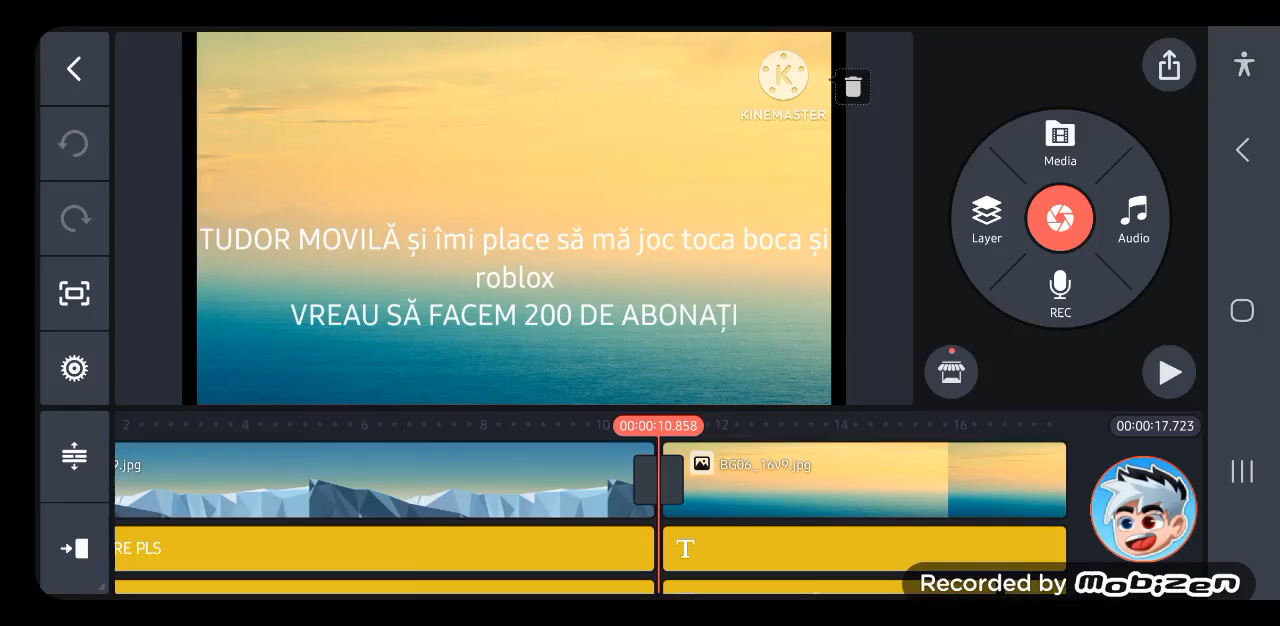 KINEMASTER
TUDOR MOVILĂ și îmi place să mă joc toca boca și
roblox
VREAU SĂ FACEM 200 DE ABONAȚI
Media
Layer
Audio
REC
2 4 6 8 10 00:00:10.858 12 14 16 00:00:17.723
9.jpg
BG06_16v9.jpg
RE PLS
T
Recorded by mobizen